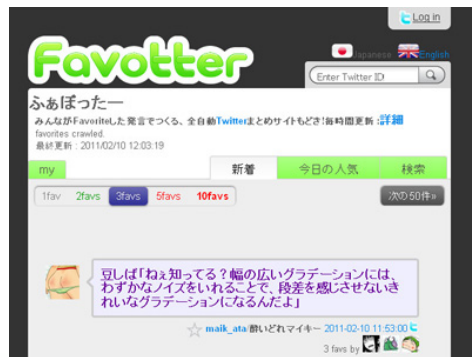 Log in
Favotter
Japanese English
Enter Twitter ID
ふぁぼったー
みんながFavoriteした発言でつくる、全自動Twitterまとめサイトもどき!毎時間更新:詳細
favorites crawled.
最終更新 : 2011/02/10 12:03:19
my 新着 今日の人気 検索
1fav 2favs 3favs 5favs 10favs 次の50件»
豆しば「ねぇ知ってる?幅の広いグラデーションには、
わずかなノイズをいれることで、段差を感じさせないき
れいなグラデーションになるんだよ」
maik_ata/酔いどれマイキー 2011-02-10 11:53:00
3 favs by